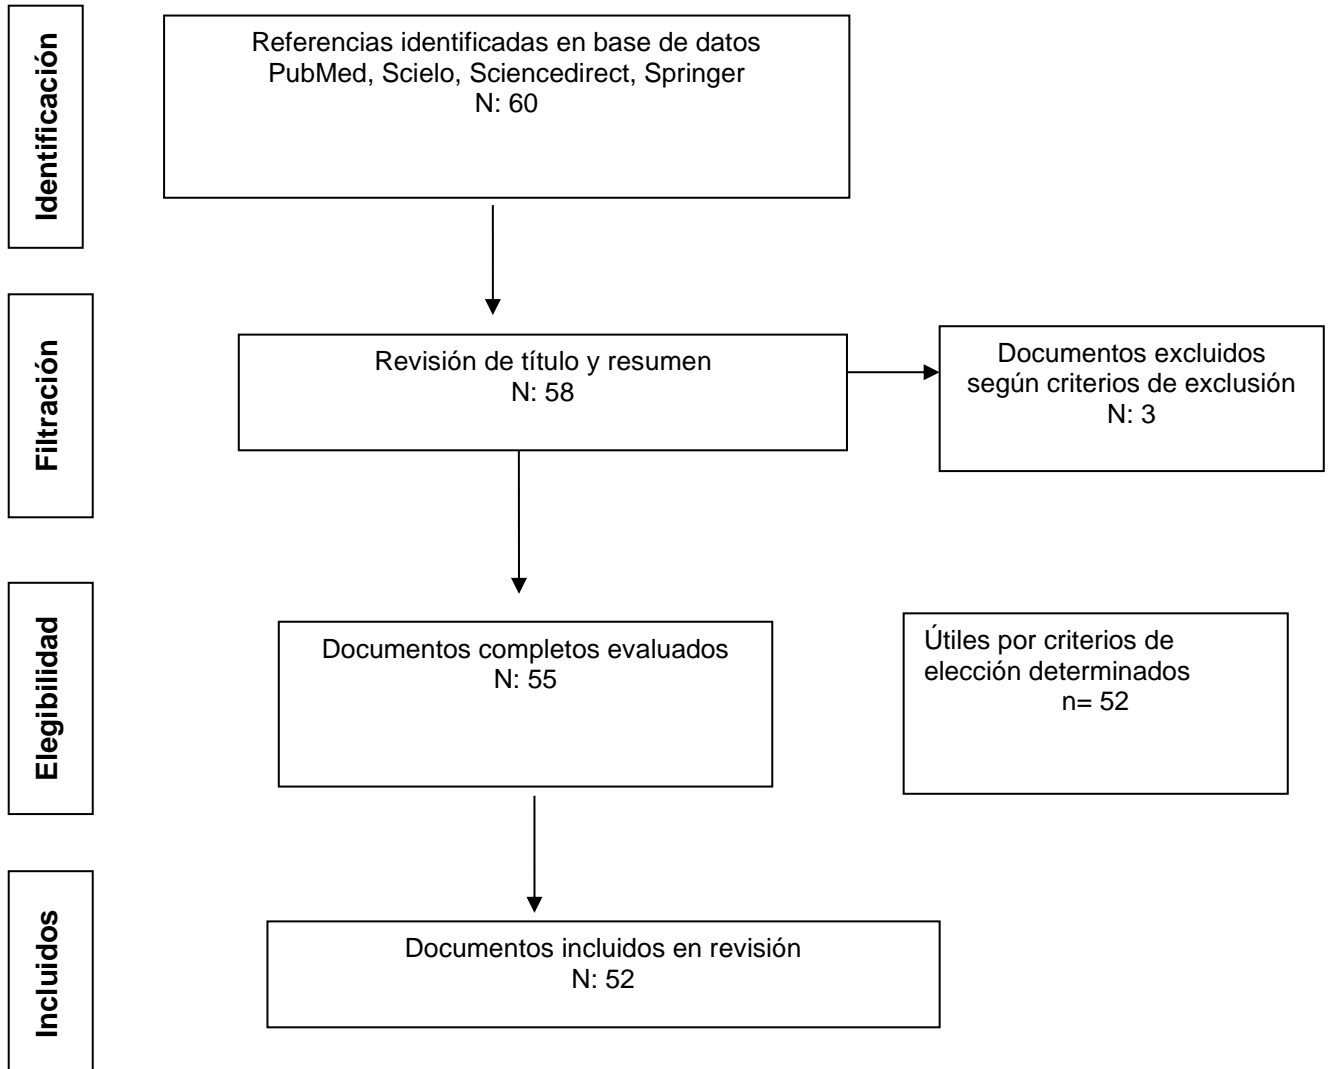 Identificación
Referencias identificadas en base de datos
PubMed, Scielo, Sciencedirect, Springer
N: 60
Filtración
Revisión de título y resumen
N: 58
Documentos excluidos
según criterios de exclusión
N: 3
Elegibilidad
Documentos completos evaluados
N: 55
Útiles por criterios de
elección determinados
n= 52
Incluidos
Documentos incluidos en revisión
N: 52